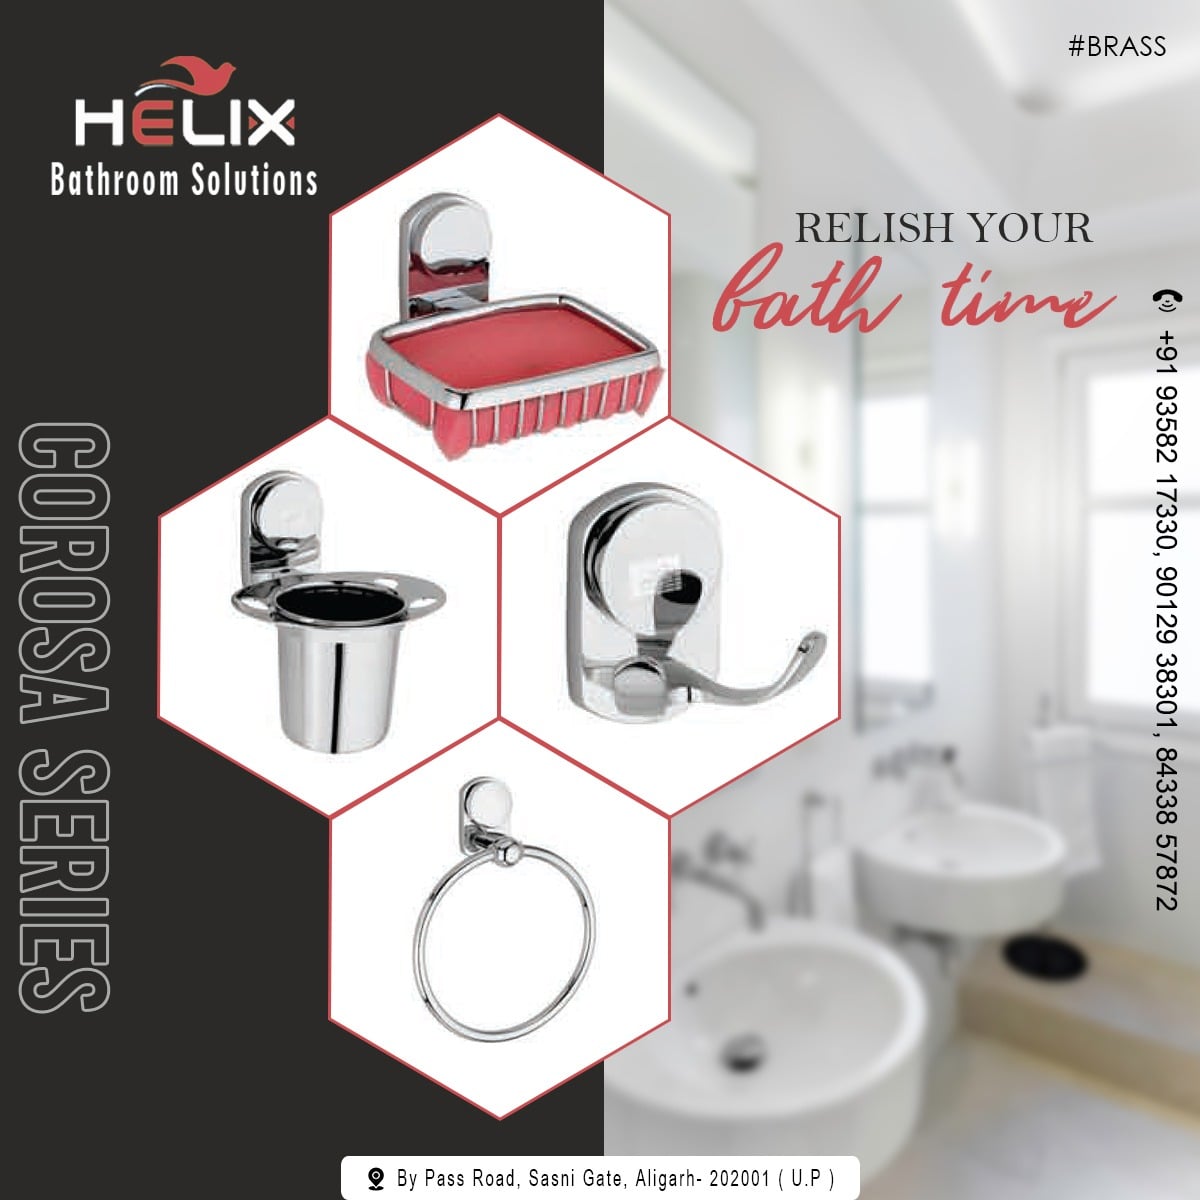 HELIX
Bathroom Solutions
#BRASS
RELISH YOUR
bath time
+91 93582 17330, 90129 38301, 84338 57872
COROSA SERIES
By Pass Road, Sasni Gate, Aligarh- 202001 ( U.P )